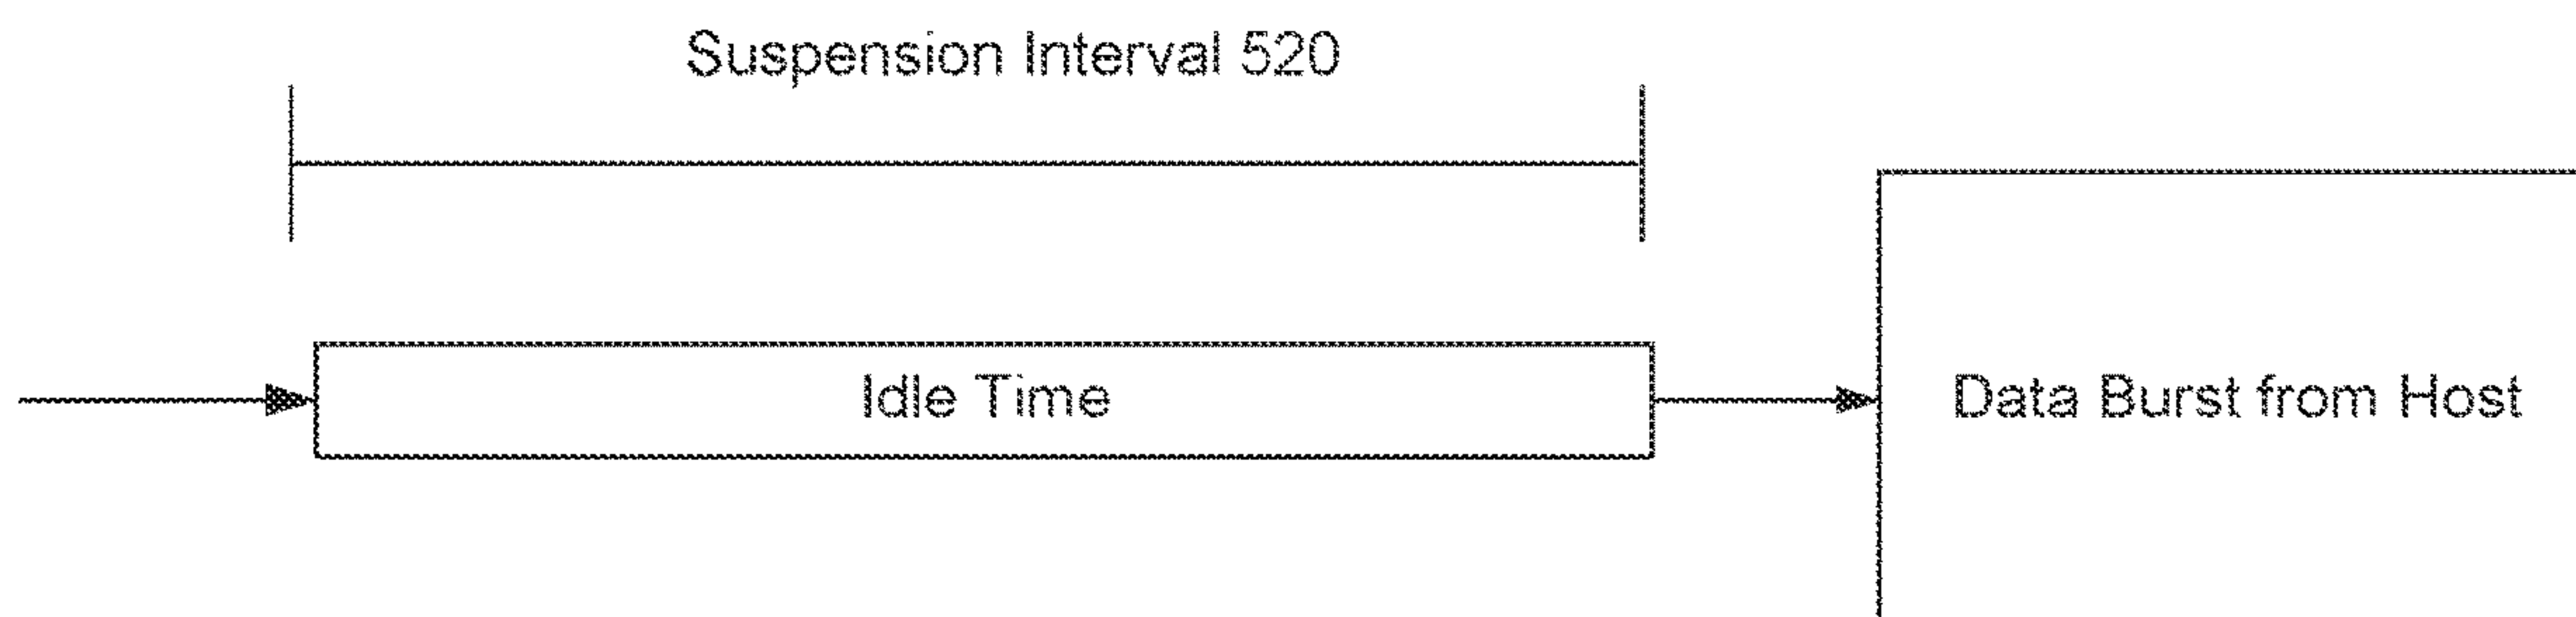 Suspension Interval 520
Idle Time
Data Burst from Host